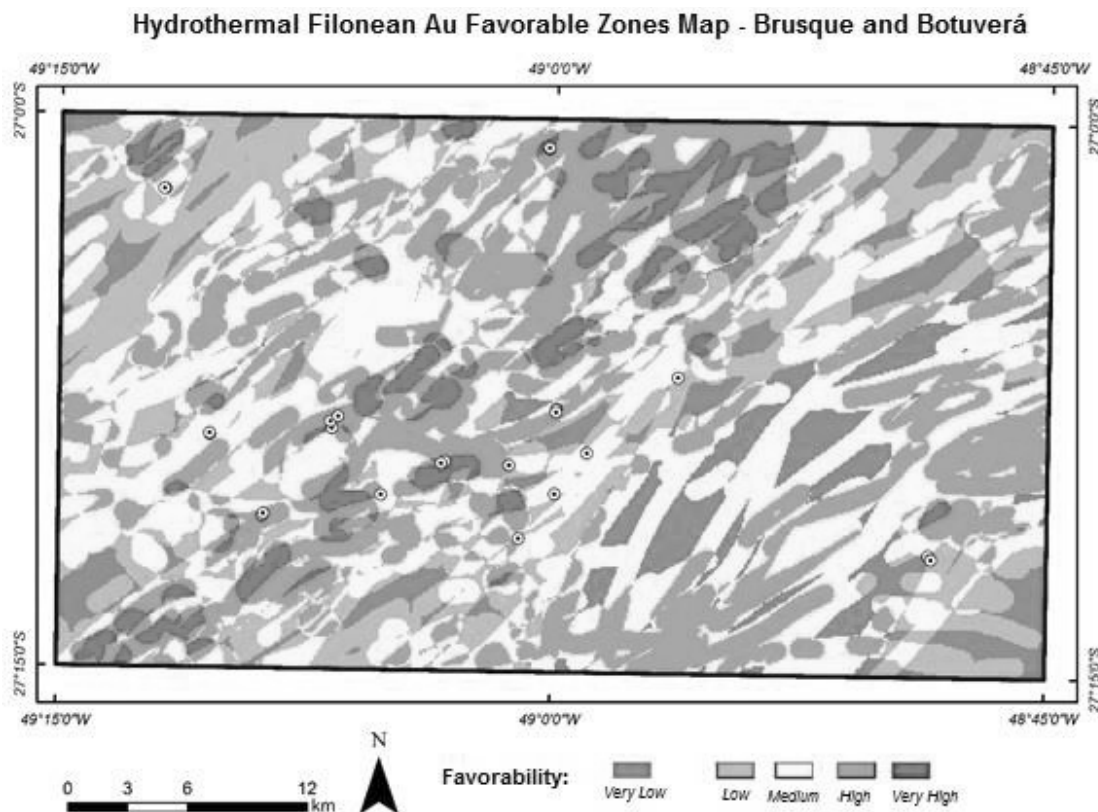 Hydrothermal Filonean Au Favorable Zones Map - Brusque and Botuverá
49°15'0"W 49°0'0"W 48°45'0"W
27°0'0"S 27°0'0"S
27°15'0"S 27°15'0"S
49°15'0"W 49°0'0"W 48°45'0"W
N
0 3 6 12
km
Favorability:
Very Low Low Medium High Very High